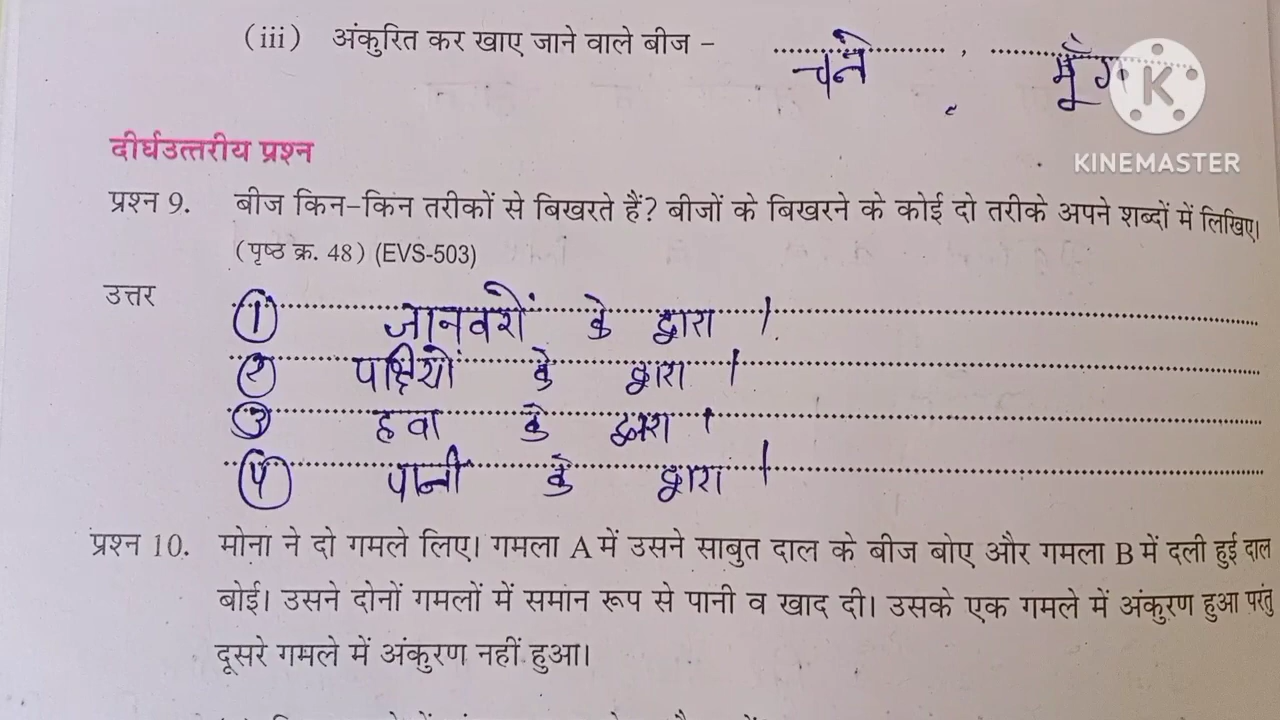 (iii) अंकुरित कर खाए जाने वाले बीज – .............................. , ..............................
चने , मूँग
K
KINEMASTER
दीर्घउत्तरीय प्रश्न
प्रश्न 9. बीज किन-किन तरीकों से बिखरते हैं? बीजों के बिखरने के कोई दो तरीके अपने शब्दों में लिखिए।
(पृष्ठ क्र. 48) (EVS-503)
उत्तर
① जानवरों के द्वारा ।
② पक्षियों के द्वारा ।
③ हवा के द्वारा ।
④ पानी के द्वारा ।
प्रश्न 10. मोना ने दो गमले लिए। गमला A में उसने साबुत दाल के बीज बोए और गमला B में दली हुई दाल
बोई। उसने दोनों गमलों में समान रूप से पानी व खाद दी। उसके एक गमले में अंकुरण हुआ परंतु
दूसरे गमले में अंकुरण नहीं हुआ।